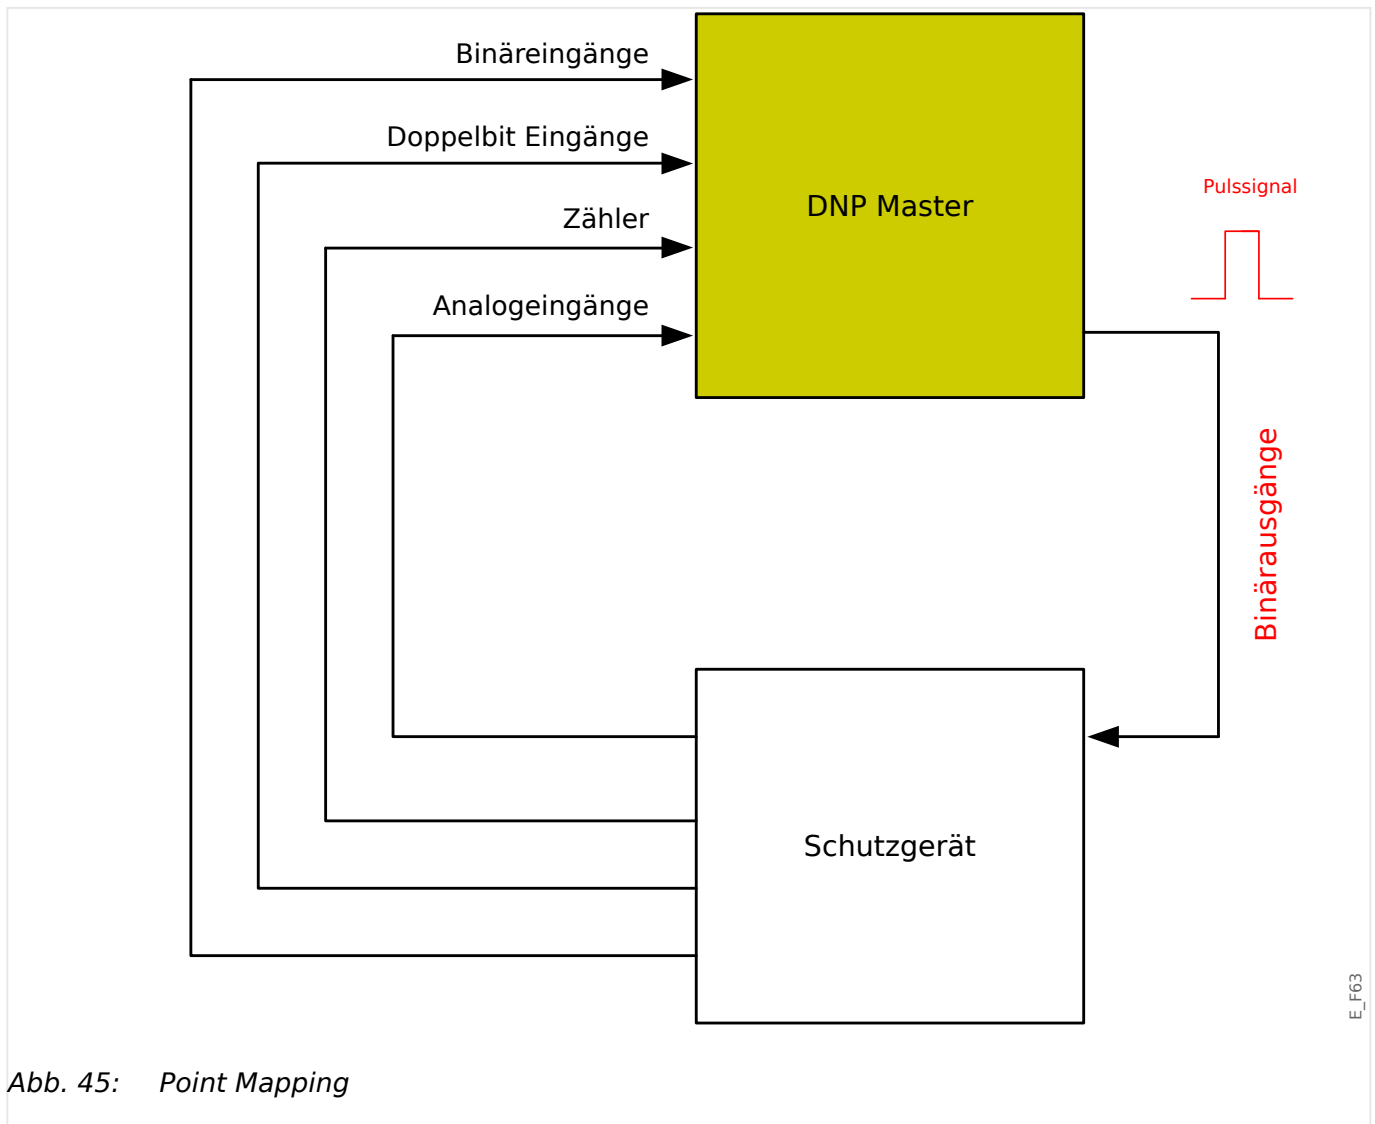 Binäreingänge
Doppelbit Eingänge
Zähler
Analogeingänge
DNP Master
Pulssignal
Binärausgänge
Schutzgerät
E_F63
Abb. 45: Point Mapping